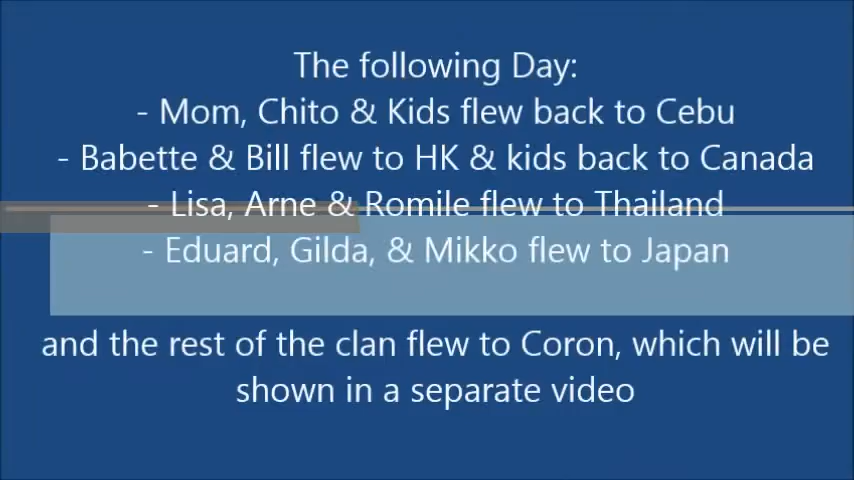 The following Day:
- Mom, Chito & Kids flew back to Cebu
- Babette & Bill flew to HK & kids back to Canada
- Lisa, Arne & Romile flew to Thailand
- Eduard, Gilda, & Mikko flew to Japan
and the rest of the clan flew to Coron, which will be
shown in a separate video